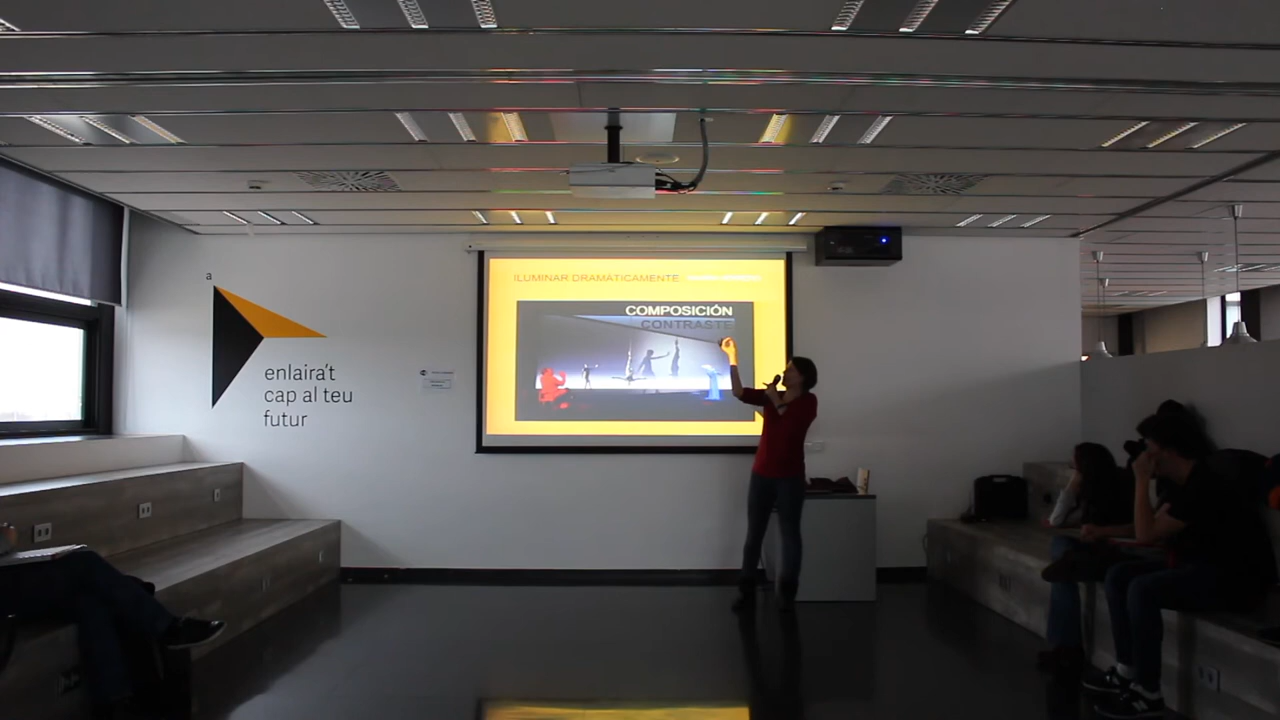 a
enlaira't
cap al teu
futur
ILUMINAR DRAMATICAMENTE
COMPOSICIÓN
CONTRASTE